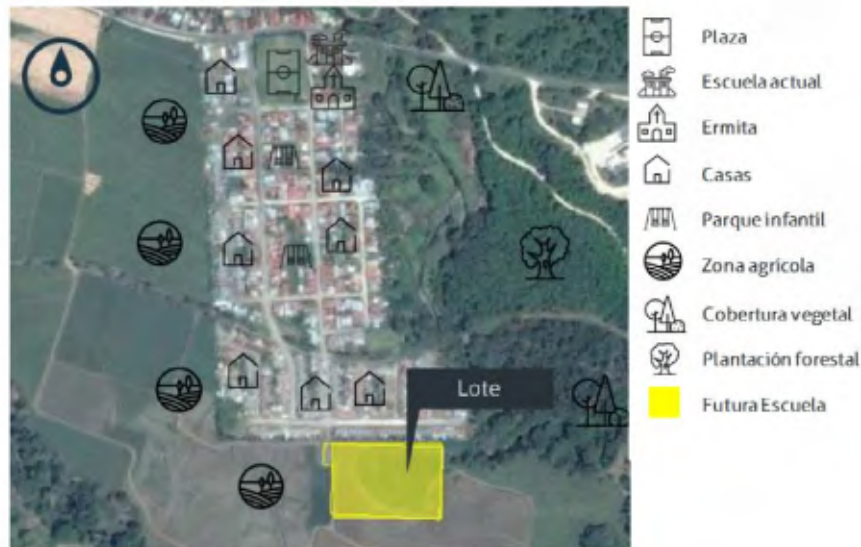 Plaza
Escuela actual
Ermita
Casas
Parque infantil
Zona agrícola
Cobertura vegetal
Plantación forestal
Futura Escuela
Lote